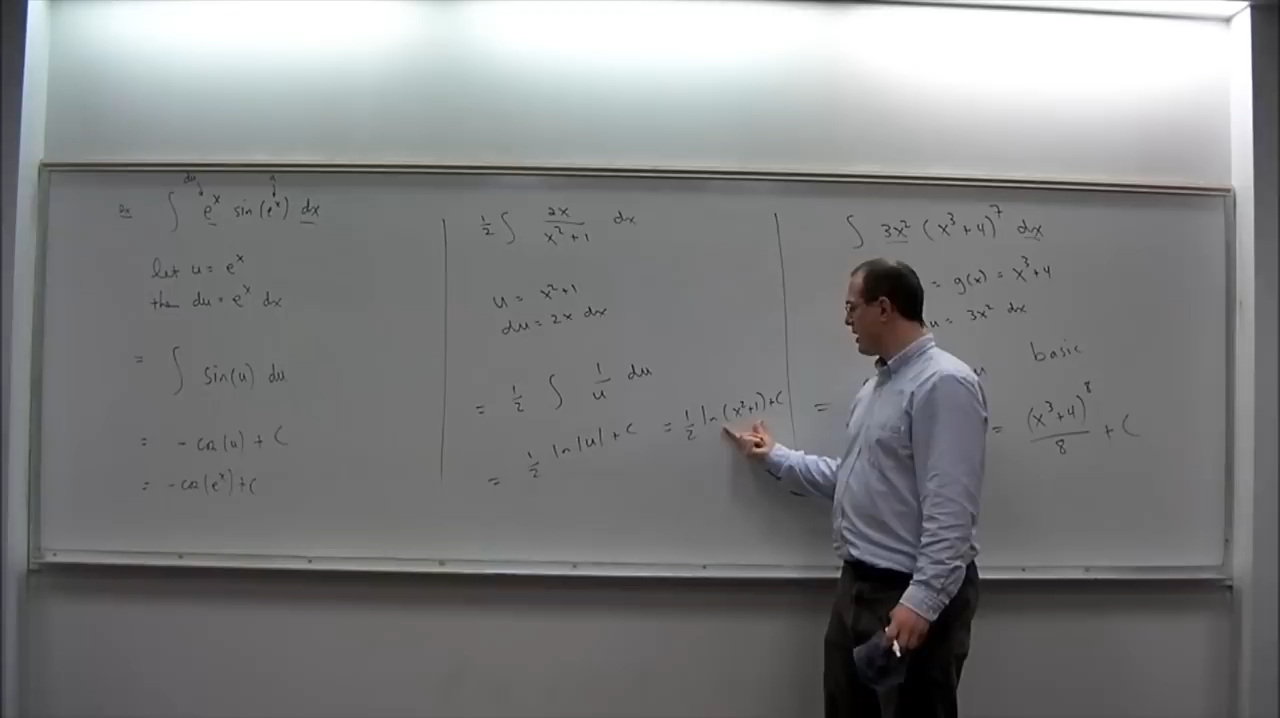 du u
Ex ∫ e^x sin(e^x) dx
let u = e^x
then du = e^x dx
= ∫ sin(u) du
= -cos(u) + C
= -cos(e^x) + C
1/2 ∫ 2x/(x^2+1) dx
u = x^2+1
du = 2x dx
= 1/2 ∫ 1/u du
= 1/2 ln|u| + C = 1/2 ln(x^2+1) + C
∫ 3x^2 (x^3+4)^7 dx
= g(x) = x^3+4
= 3x^2 dx
basic
=
= (x^3+4)^8/8 + C